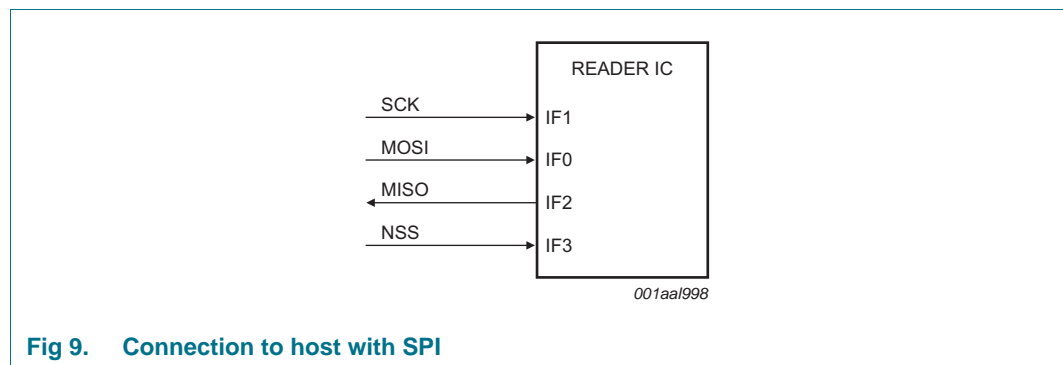 READER IC
SCK
IF1
MOSI
IF0
MISO
IF2
NSS
IF3
001aal998
Fig 9. Connection to host with SPI